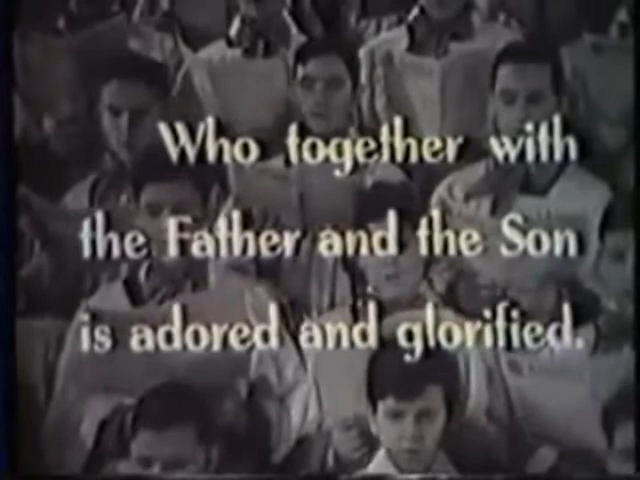 Who together with
the Father and the Son
is adored and glorified.